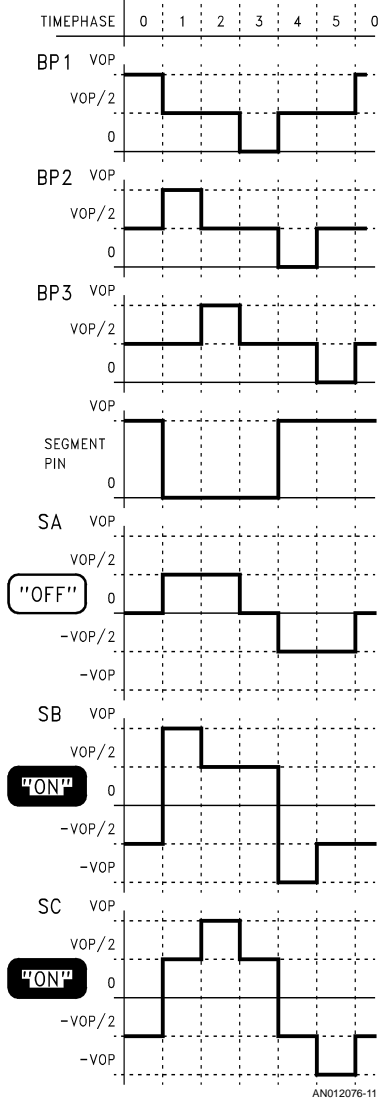 TIMEPHASE 0 1 2 3 4 5 0
BP1 VOP
VOP/2
0
BP2 VOP
VOP/2
0
BP3 VOP
VOP/2
0
VOP
SEGMENT
PIN
0
SA VOP
VOP/2
"OFF" 0
-VOP/2
-VOP
SB VOP
VOP/2
"ON" 0
-VOP/2
-VOP
SC VOP
VOP/2
"ON" 0
-VOP/2
-VOP
AN012076-11